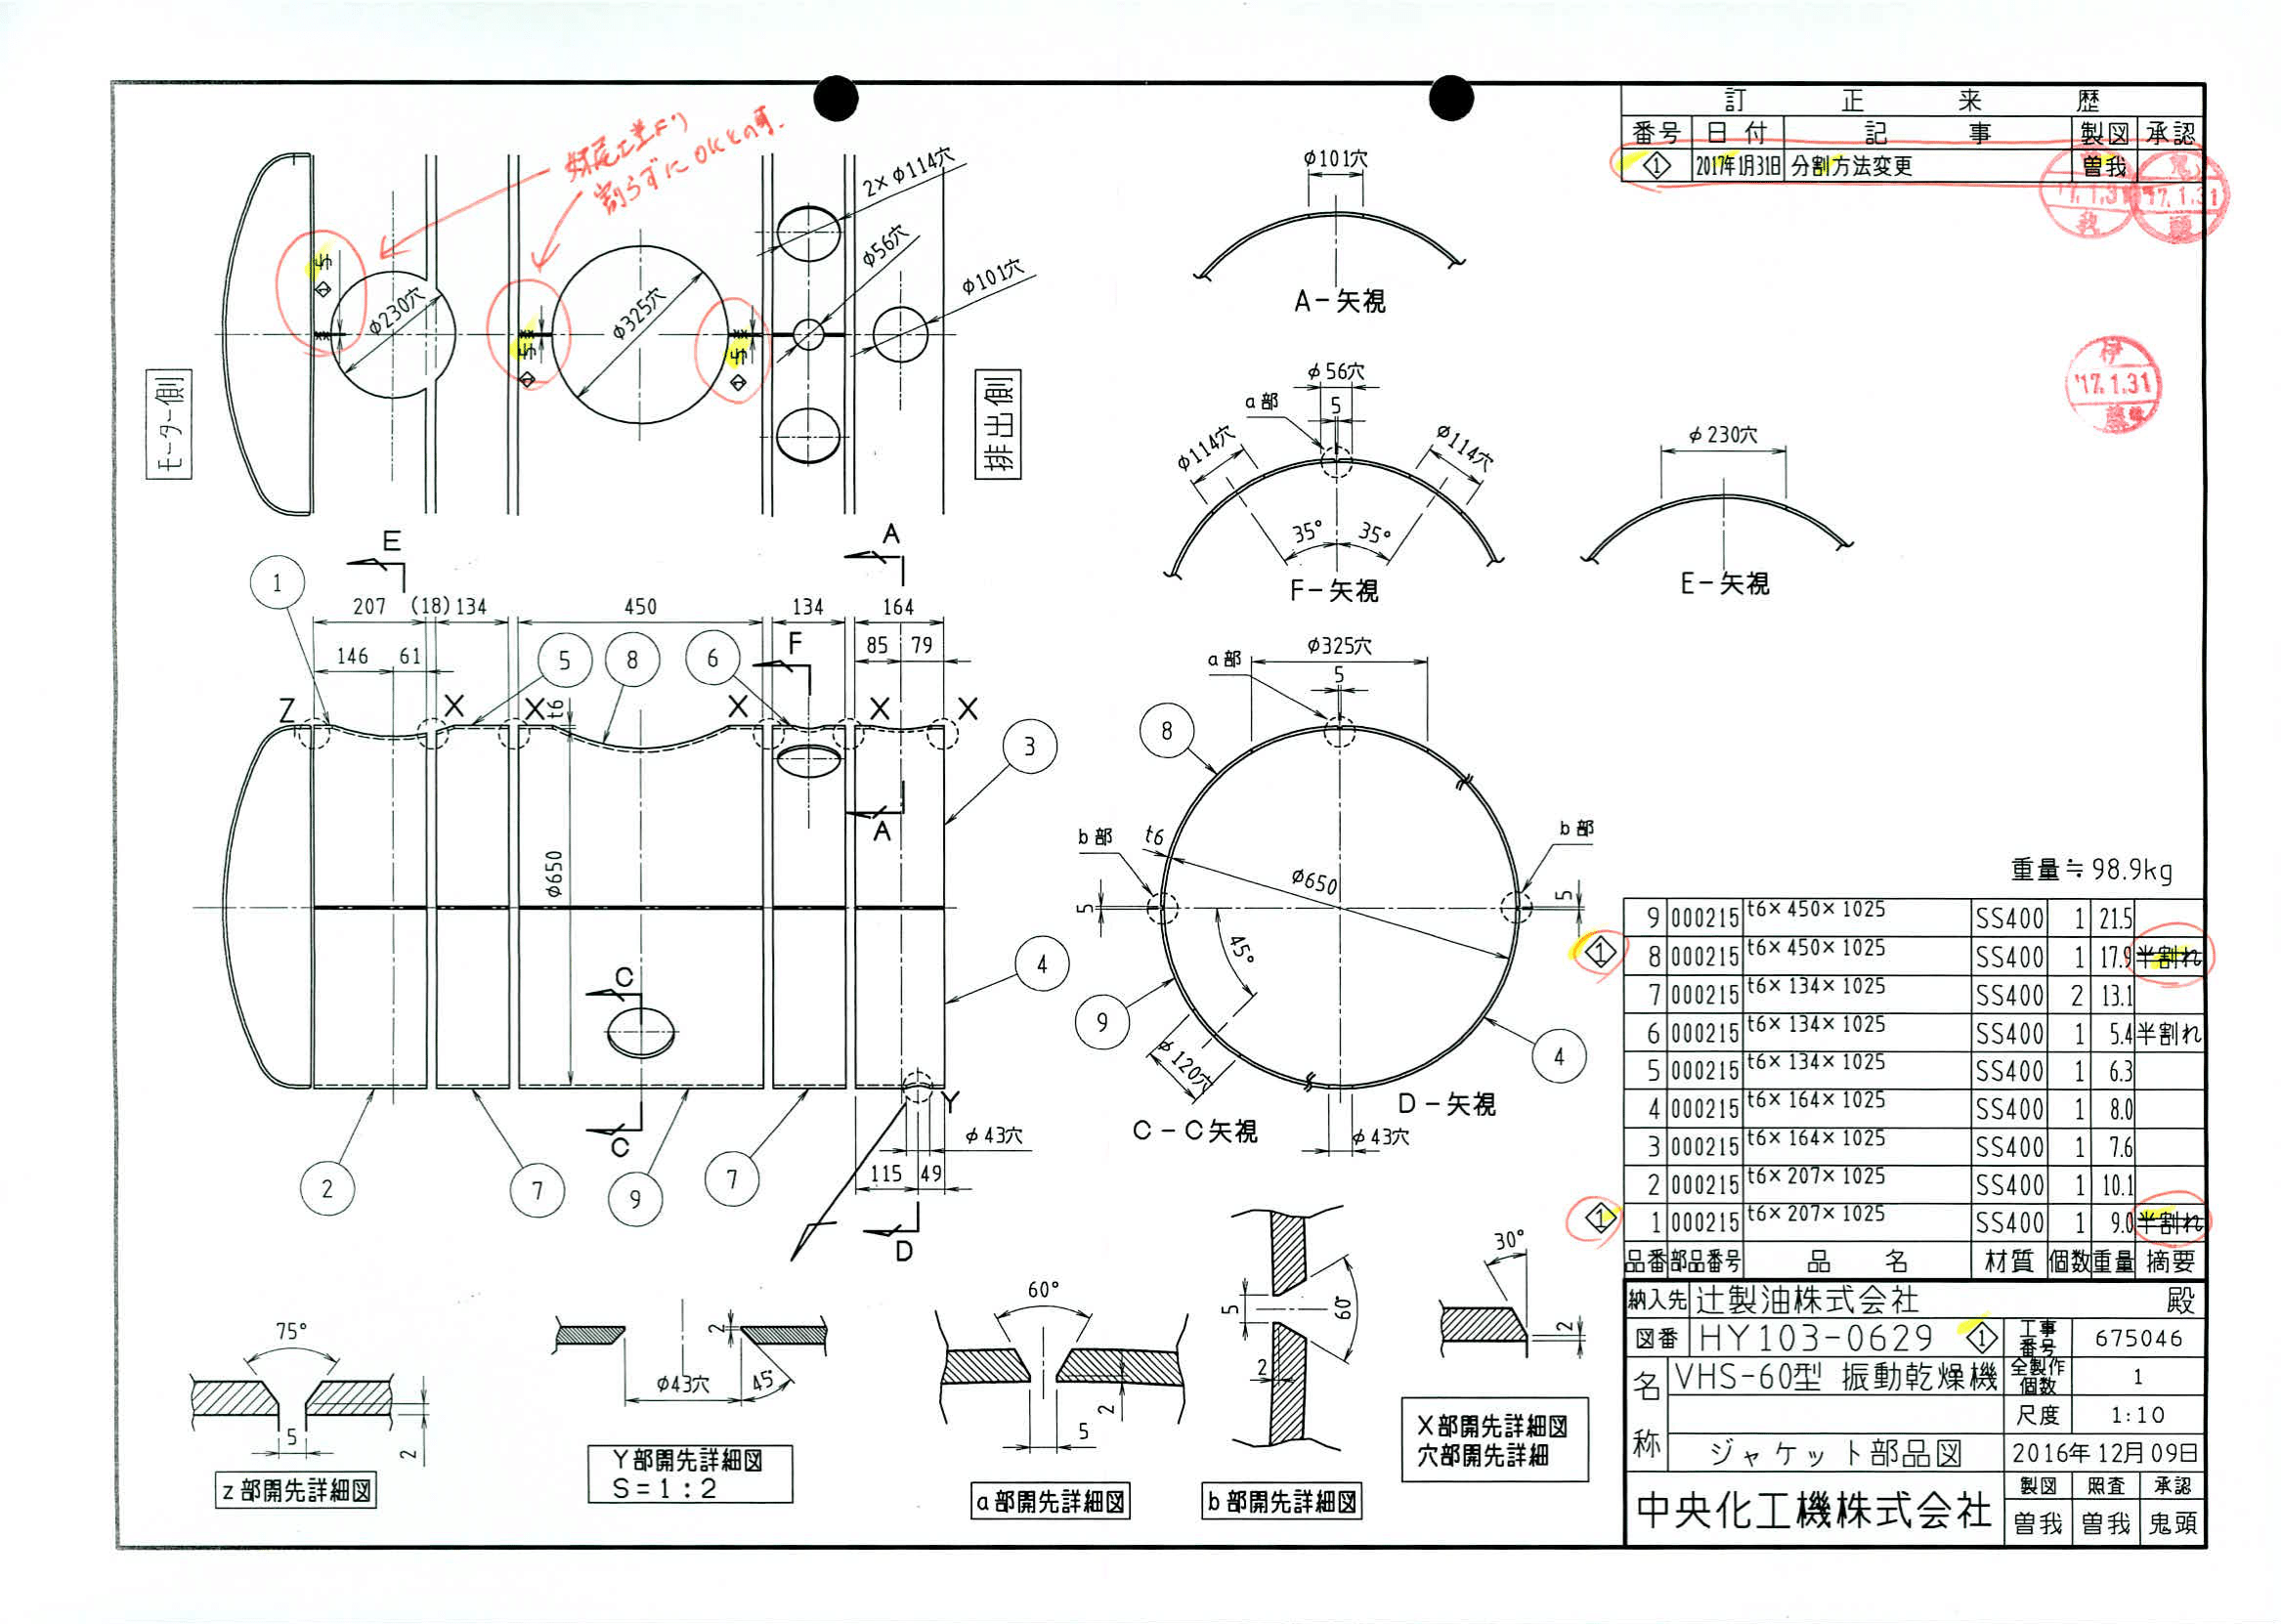 訂 正 来 歴
番号 日付 記 事 製図 承認
1 2017年1月31日 分割方法変更 曽我
'17.1.31
我
'17.1.31
鬼頭
伊藤
'17.1.31
割らずにOKとの事.
2×φ114穴
φ56穴
φ101穴
φ230穴
φ325穴
5
5
5
モーター側
排出側
φ101穴
A-矢視
φ56穴
a部
5
φ114穴
φ114穴
35°
35°
F-矢視
φ230穴
E-矢視
E
A
1
207 (18) 134 450 134 164
146 61
5 8 6
F
85 79
Z X X t6 X X X
3
A
φ650
4
C
C
Y
φ43穴
115 49
D
2 7 9 7
φ325穴
a部
5
8
b部
t6
b部
φ650
5
5
45°
9
φ120穴
4
D-矢視
C-C矢視
φ43穴
75°
5
2
z部開先詳細図
φ43穴
2
45°
Y部開先詳細図
S=1:2
60°
2
5
a部開先詳細図
5
60°
2
b部開先詳細図
30°
2
X部開先詳細図
穴部開先詳細
重量≒98.9kg
9 000215 t6×450×1025 SS400 1 21.5
1 8 000215 t6×450×1025 SS400 1 17.9 半割れ
7 000215 t6×134×1025 SS400 2 13.1
6 000215 t6×134×1025 SS400 1 5.4 半割れ
5 000215 t6×134×1025 SS400 1 6.3
4 000215 t6×164×1025 SS400 1 8.0
3 000215 t6×164×1025 SS400 1 7.6
2 000215 t6×207×1025 SS400 1 10.1
1 1 000215 t6×207×1025 SS400 1 9.0 半割れ
品番 部品番号 品 名 材質 個数 重量 摘要
納入先 辻製油株式会社 殿
図番 HY103-0629 1 工事番号 675046
名称 VHS-60型 振動乾燥機 全製作個数 1
尺度 1:10
ジャケット部品図 2016年12月09日
中央化工機株式会社 製図 照査 承認
曽我 曽我 鬼頭